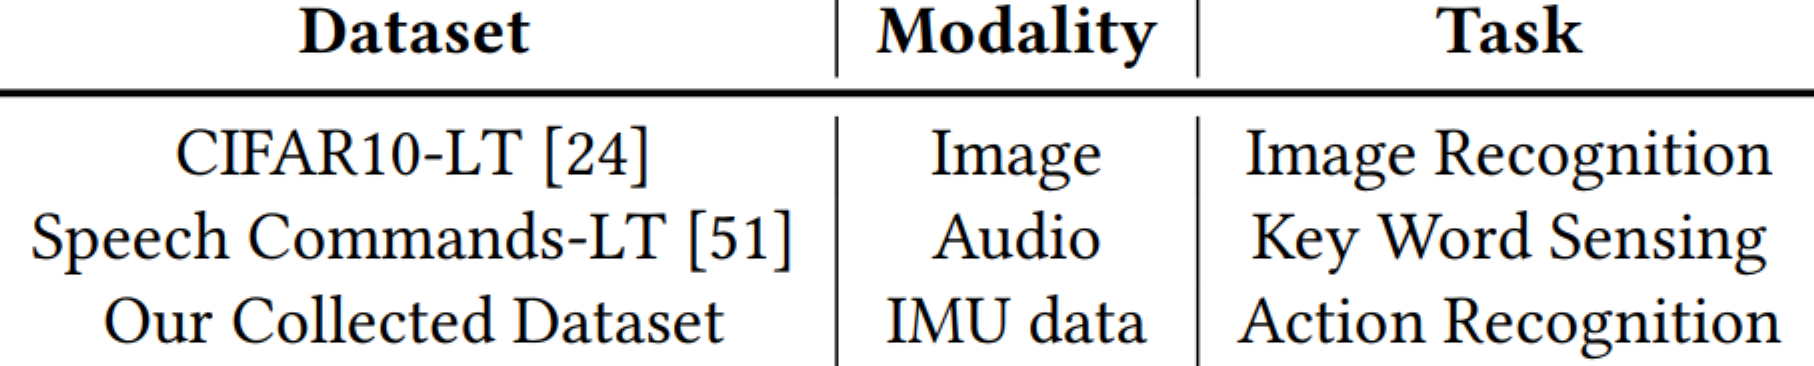 Dataset Modality Task
CIFAR10-LT [24] Image Image Recognition
Speech Commands-LT [51] Audio Key Word Sensing
Our Collected Dataset IMU data Action Recognition